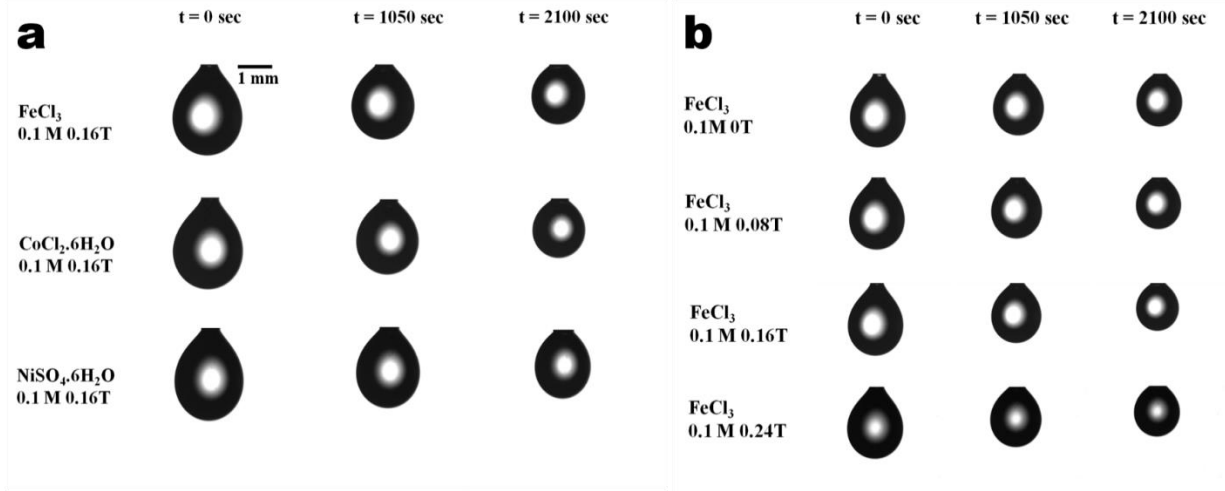 a
t = 0 sec
t = 1050 sec
t = 2100 sec
1 mm
FeCl₃
0.1 M 0.16T
CoCl₂.6H₂O
0.1 M 0.16T
NiSO₄.6H₂O
0.1 M 0.16T
b
t = 0 sec
t = 1050 sec
t = 2100 sec
FeCl₃
0.1M 0T
FeCl₃
0.1 M 0.08T
FeCl₃
0.1 M 0.16T
FeCl₃
0.1 M 0.24T